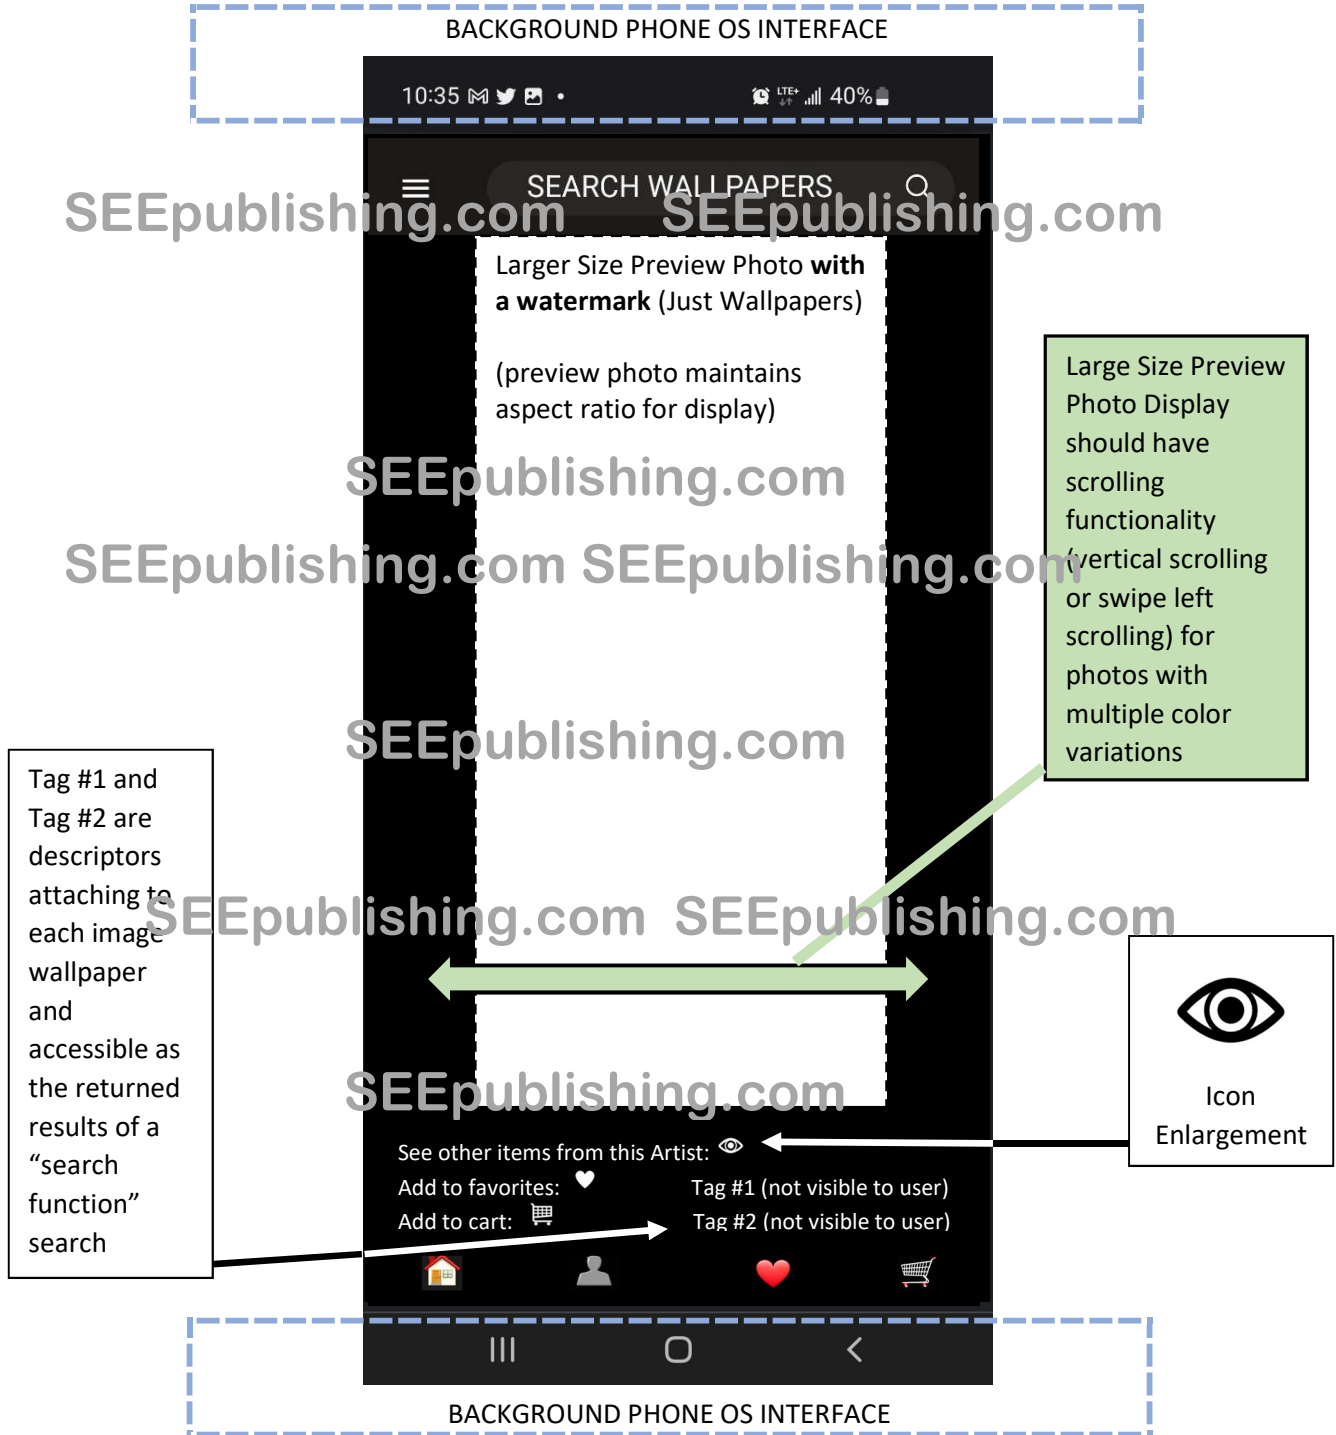 BACKGROUND PHONE OS INTERFACE
10:35
LTE+
40%
SEARCH WALLPAPERS
SEEpublishing.com SEEpublishing.com
Larger Size Preview Photo with
a watermark (Just Wallpapers)
(preview photo maintains
aspect ratio for display)
Large Size Preview
Photo Display
should have
scrolling
functionality
(vertical scrolling
or swipe left
scrolling) for
photos with
multiple color
variations
SEEpublishing.com
SEEpublishing.com SEEpublishing.com
SEEpublishing.com
Tag #1 and
Tag #2 are
descriptors
attaching to
each image
wallpaper
and
accessible as
the returned
results of a
“search
function”
search
SEEpublishing.com SEEpublishing.com
Icon
Enlargement
SEEpublishing.com
See other items from this Artist:
Add to favorites:
Tag #1 (not visible to user)
Add to cart:
Tag #2 (not visible to user)
BACKGROUND PHONE OS INTERFACE